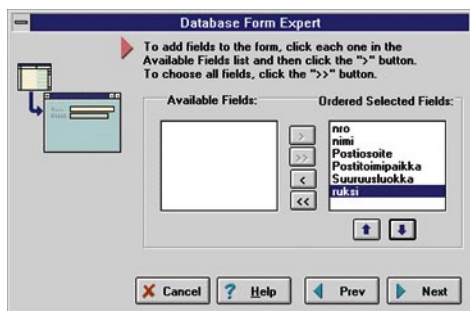 Database Form Expert
To add fields to the form, click each one in the
Available Fields list and then click the ">" button.
To choose all fields, click the ">>" button.
Available Fields:
Ordered Selected Fields:
>
>>
<
<<
nro
nimi
Postiosoite
Postitoimipaikka
Suuruusluokka
ruksi
Cancel
Help
Prev
Next